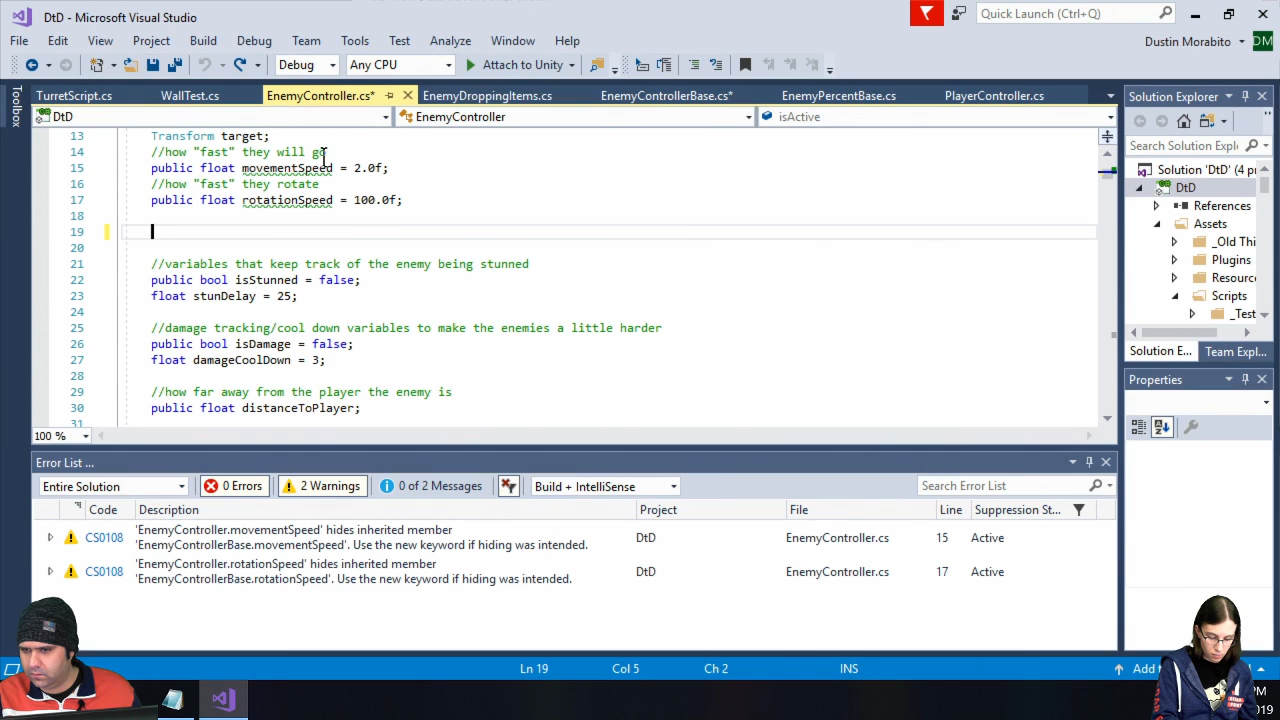 DtD - Microsoft Visual Studio
Quick Launch (Ctrl+Q)
File Edit View Project Build Debug Team Tools Test Analyze Window Help
Dustin Morabito DM
Debug Any CPU Attach to Unity
Toolbox
TurretScript.cs WallTest.cs EnemyController.cs* EnemyDroppingItems.cs EnemyControllerBase.cs* EnemyPercentBase.cs PlayerController.cs
DtD EnemyController isActive
13 Transform target;
14 //how "fast" they will go
15 public float movementSpeed = 2.0f;
16 //how "fast" they rotate
17 public float rotationSpeed = 100.0f;
18
19
20
21 //variables that keep track of the enemy being stunned
22 public bool isStunned = false;
23 float stunDelay = 25;
24
25 //damage tracking/cool down variables to make the enemies a little harder
26 public bool isDamage = false;
27 float damageCoolDown = 3;
28
29 //how far away from the player the enemy is
30 public float distanceToPlayer;
31
100 %
Solution Explorer
Search Solution Explorer
Solution 'DtD' (4 pr
DtD
References
Assets
_Old Thi
Plugins
Resourc
Scripts
_Test
Solution E... Team Expl...
Properties
Error List ...
Entire Solution 0 Errors 2 Warnings 0 of 2 Messages Build + IntelliSense Search Error List
Code Description Project File Line Suppression St...
CS0108 'EnemyController.movementSpeed' hides inherited member 'EnemyControllerBase.movementSpeed'. Use the new keyword if hiding was intended. DtD EnemyController.cs 15 Active
CS0108 'EnemyController.rotationSpeed' hides inherited member 'EnemyControllerBase.rotationSpeed'. Use the new keyword if hiding was intended. DtD EnemyController.cs 17 Active
Ln 19 Col 5 Ch 2 INS Add t
PM
2019